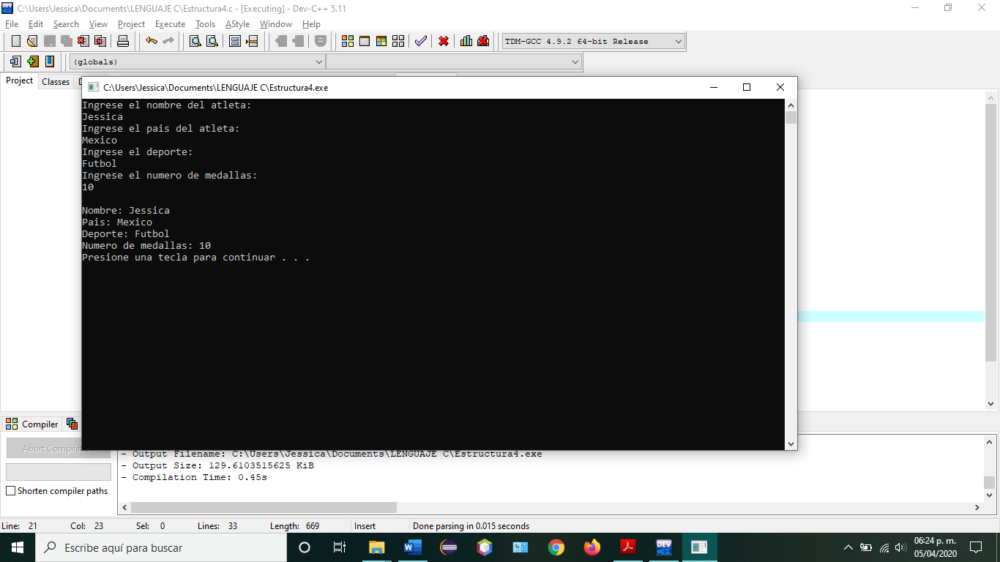 C:\Users\Jessica\Documents\LENGUAJE C\Estructura4.c - [Executing] - Dev-C++ 5.11
File Edit Search View Project Execute Tools AStyle Window Help
TDM-GCC 4.9.2 64-bit Release
(globals)
Project Classes
C:\Users\Jessica\Documents\LENGUAJE C\Estructura4.exe
Ingrese el nombre del atleta:
Jessica
Ingrese el pais del atleta:
Mexico
Ingrese el deporte:
Futbol
Ingrese el numero de medallas:
10
Nombre: Jessica
Pais: Mexico
Deporte: Futbol
Numero de medallas: 10
Presione una tecla para continuar . . .
Compiler
Abort
- Output Filename: C:\Users\Jessica\Documents\LENGUAJE C\Estructura4.exe
- Output Size: 129.6103515625 KiB
- Compilation Time: 0.45s
Shorten compiler paths
Line: 21 Col: 23 Sel: 0 Lines: 33 Length: 669 Insert Done parsing in 0.015 seconds
Escribe aquí para buscar
06:24 p. m.
05/04/2020